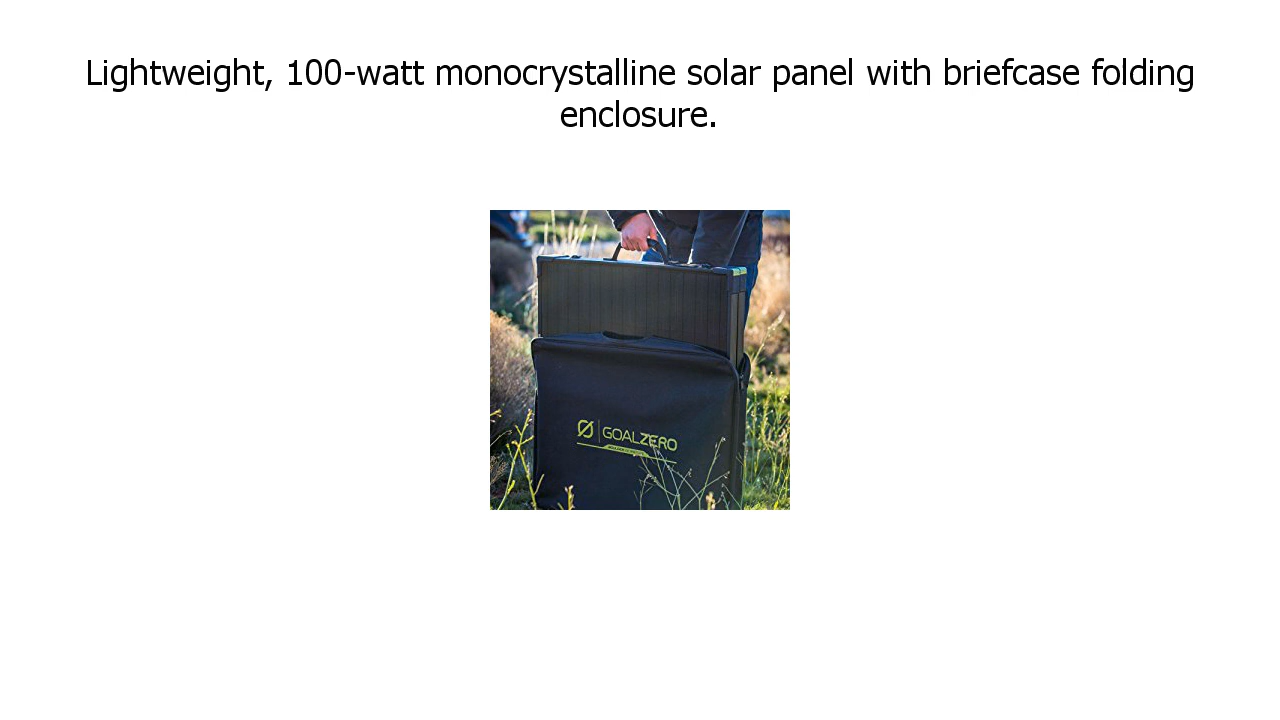 Lightweight, 100-watt monocrystalline solar panel with briefcase folding
enclosure.
GOALZERO